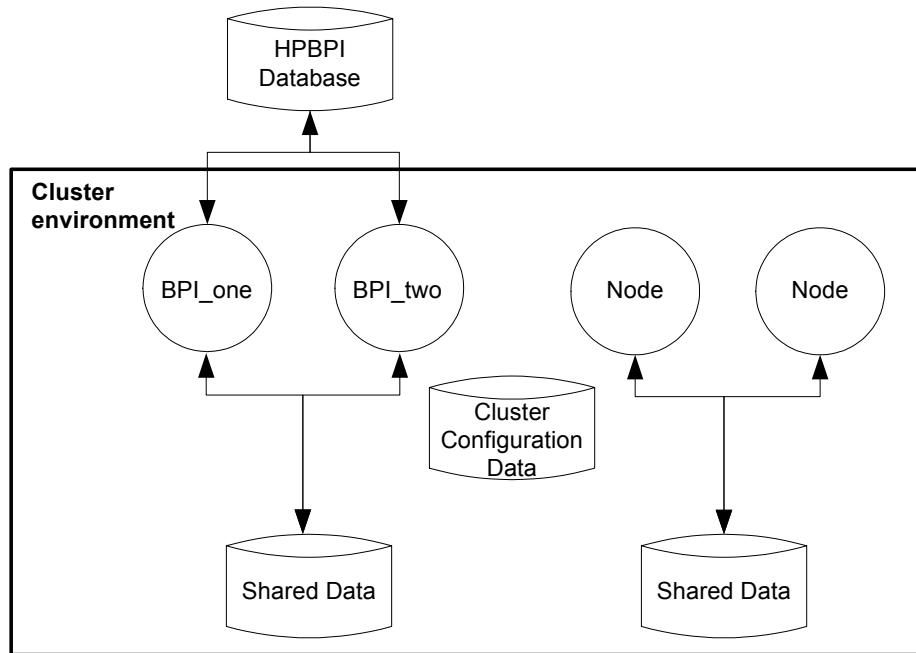 HPBPI
Database
Cluster
environment
BPI_one
BPI_two
Node
Node
Cluster
Configuration
Data
Shared Data
Shared Data